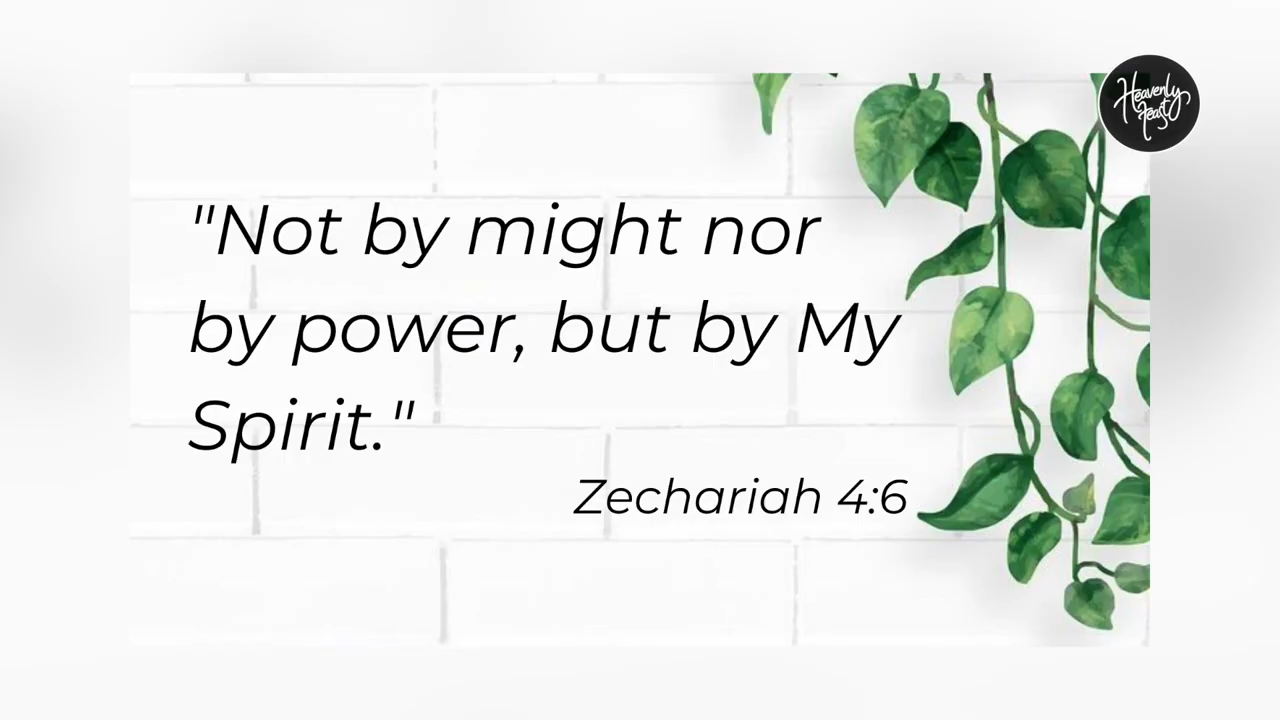 Heavenly
Feast
"Not by might nor
by power, but by My
Spirit."
Zechariah 4:6